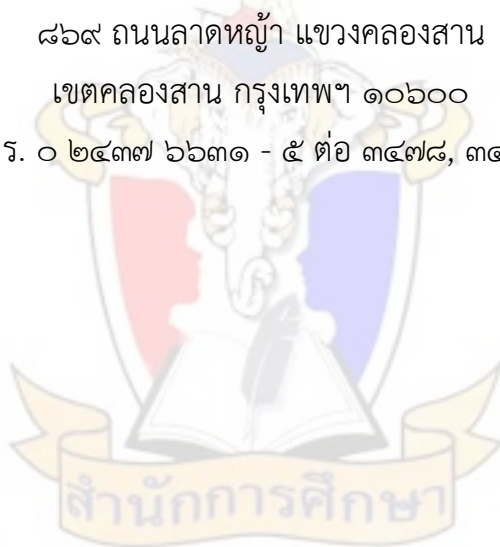 ๘๖๙ ถนนลาดหญ้า แขวงคลองสาน
เขตคลองสาน กรุงเทพฯ ๑๐๖๐๐
ร. ๐ ๒๔๓๗ ๖๖๓๑ - ๕ ต่อ ๓๔๗๘, ๓๔
สำนักการศึกษา